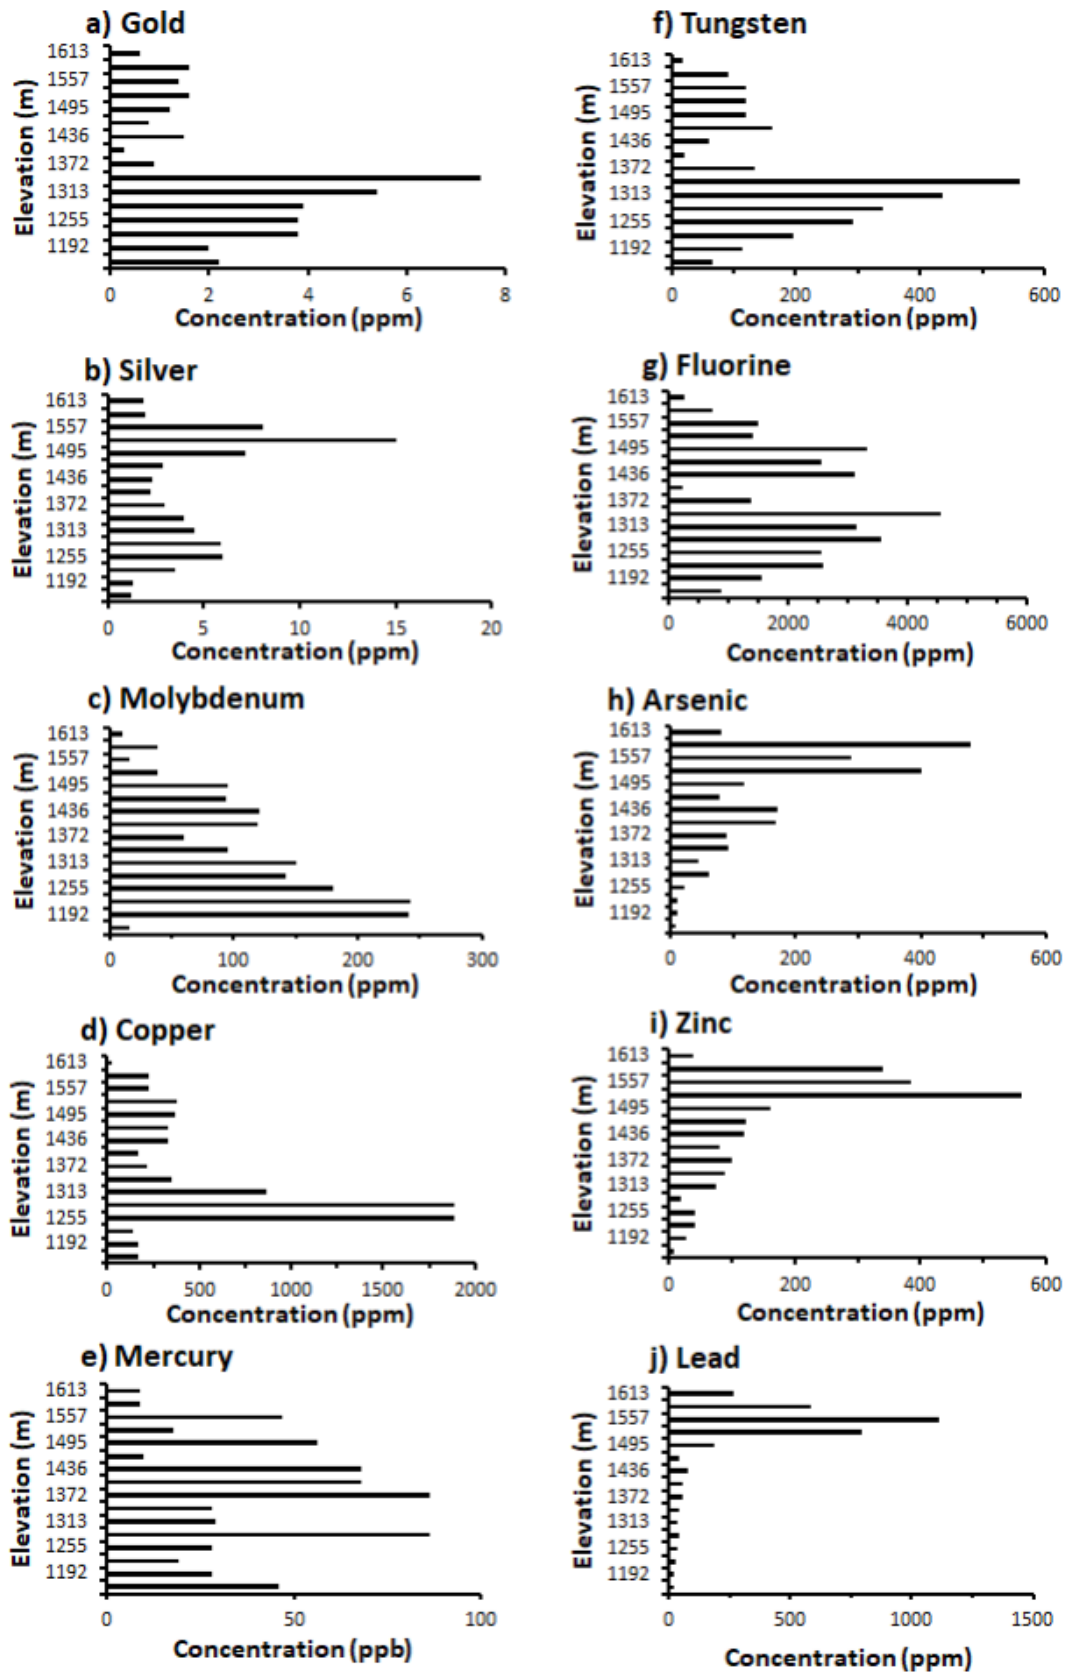 a) Gold
Elevation (m)
1613
1557
1495
1436
1372
1313
1255
1192
0 2 4 6 8
Concentration (ppm)
b) Silver
Elevation (m)
1613
1557
1495
1436
1372
1313
1255
1192
0 5 10 15 20
Concentration (ppm)
c) Molybdenum
Elevation (m)
1613
1557
1495
1436
1372
1313
1255
1192
0 100 200 300
Concentration (ppm)
d) Copper
Elevation (m)
1613
1557
1495
1436
1372
1313
1255
1192
0 500 1000 1500 2000
Concentration (ppm)
e) Mercury
Elevation (m)
1613
1557
1495
1436
1372
1313
1255
1192
0 50 100
Concentration (ppb)
f) Tungsten
Elevation (m)
1613
1557
1495
1436
1372
1313
1255
1192
0 200 400 600
Concentration (ppm)
g) Fluorine
Elevation (m)
1613
1557
1495
1436
1372
1313
1255
1192
0 2000 4000 6000
Concentration (ppm)
h) Arsenic
Elevation (m)
1613
1557
1495
1436
1372
1313
1255
1192
0 200 400 600
Concentration (ppm)
i) Zinc
Elevation (m)
1613
1557
1495
1436
1372
1313
1255
1192
0 200 400 600
Concentration (ppm)
j) Lead
Elevation (m)
1613
1557
1495
1436
1372
1313
1255
1192
0 500 1000 1500
Concentration (ppm)